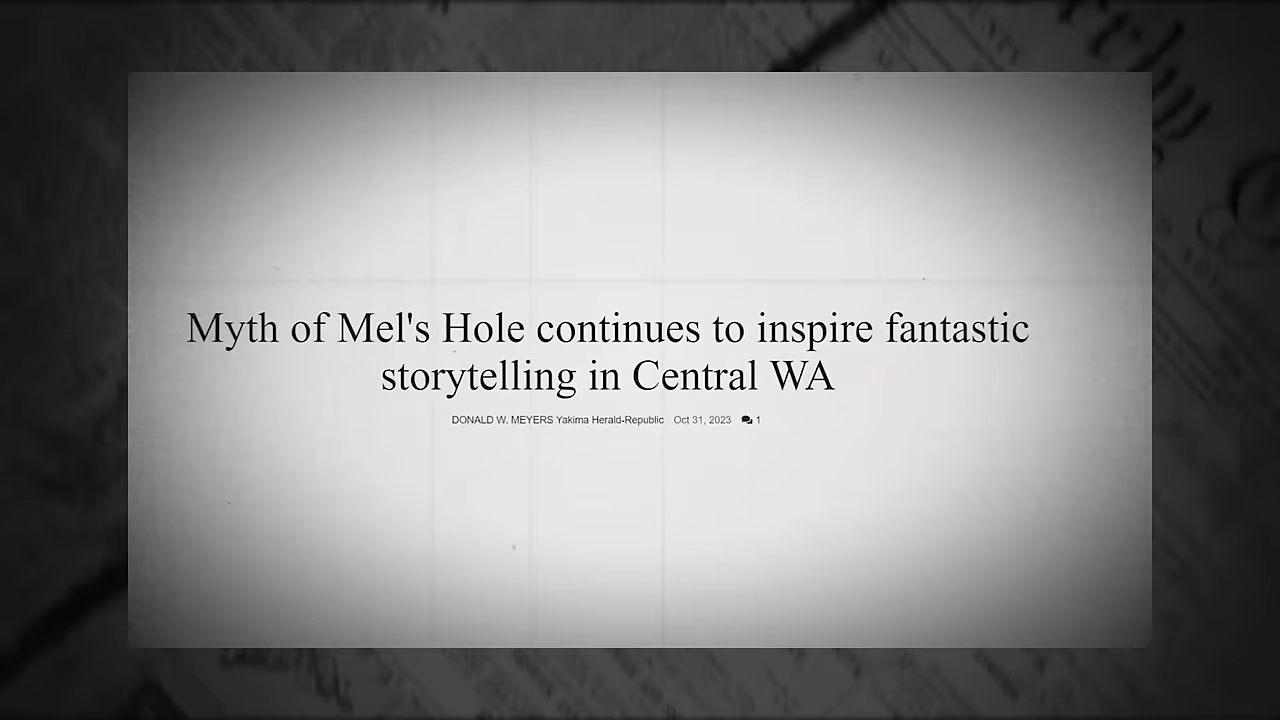 Myth of Mel's Hole continues to inspire fantastic
storytelling in Central WA
DONALD W. MEYERS Yakima Herald-Republic Oct 31, 2023 1